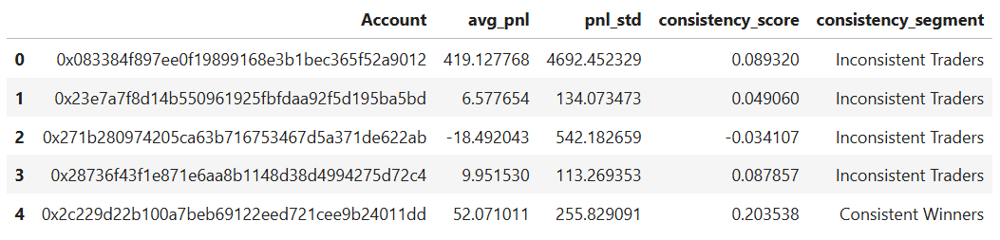 Account avg_pnl pnl_std consistency_score consistency_segment
0 0x083384f897ee0f19899168e3b1bec365f52a9012 419.127768 4692.452329 0.089320 Inconsistent Traders
1 0x23e7a7f8d14b550961925fbfdaa92f5d195ba5bd 6.577654 134.073473 0.049060 Inconsistent Traders
2 0x271b280974205ca63b716753467d5a371de622ab -18.492043 542.182659 -0.034107 Inconsistent Traders
3 0x28736f43f1e871e6aa8b1148d38d4994275d72c4 9.951530 113.269353 0.087857 Inconsistent Traders
4 0x2c229d22b100a7beb69122eed721cee9b24011dd 52.071011 255.829091 0.203538 Consistent Winners